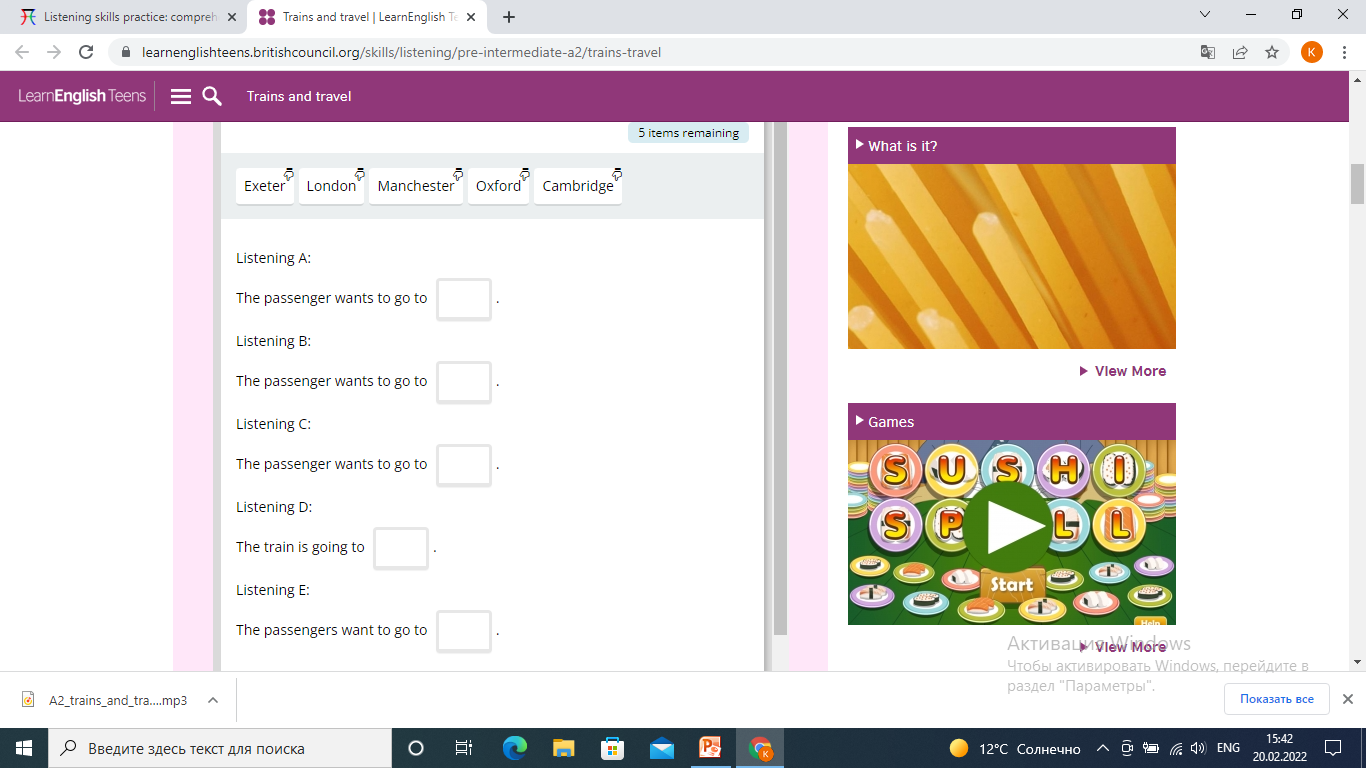 Listening skills practice: compreh
Trains and travel | LearnEnglish Te
learnenglishteens.britishcouncil.org/skills/listening/pre-intermediate-a2/trains-travel
K
LearnEnglish Teens
Trains and travel
5 items remaining
Exeter London Manchester Oxford Cambridge
Listening A:
The passenger wants to go to .
Listening B:
The passenger wants to go to .
Listening C:
The passenger wants to go to .
Listening D:
The train is going to .
Listening E:
The passengers want to go to .
What is it?
View More
Games
SUSHI
SPELL
Start
Help
View More
Активация Windows
Чтобы активировать Windows, перейдите в
раздел "Параметры".
A2_trains_and_tra....mp3
Показать все
Введите здесь текст для поиска
12°C Солнечно
ENG
15:42
20.02.2022